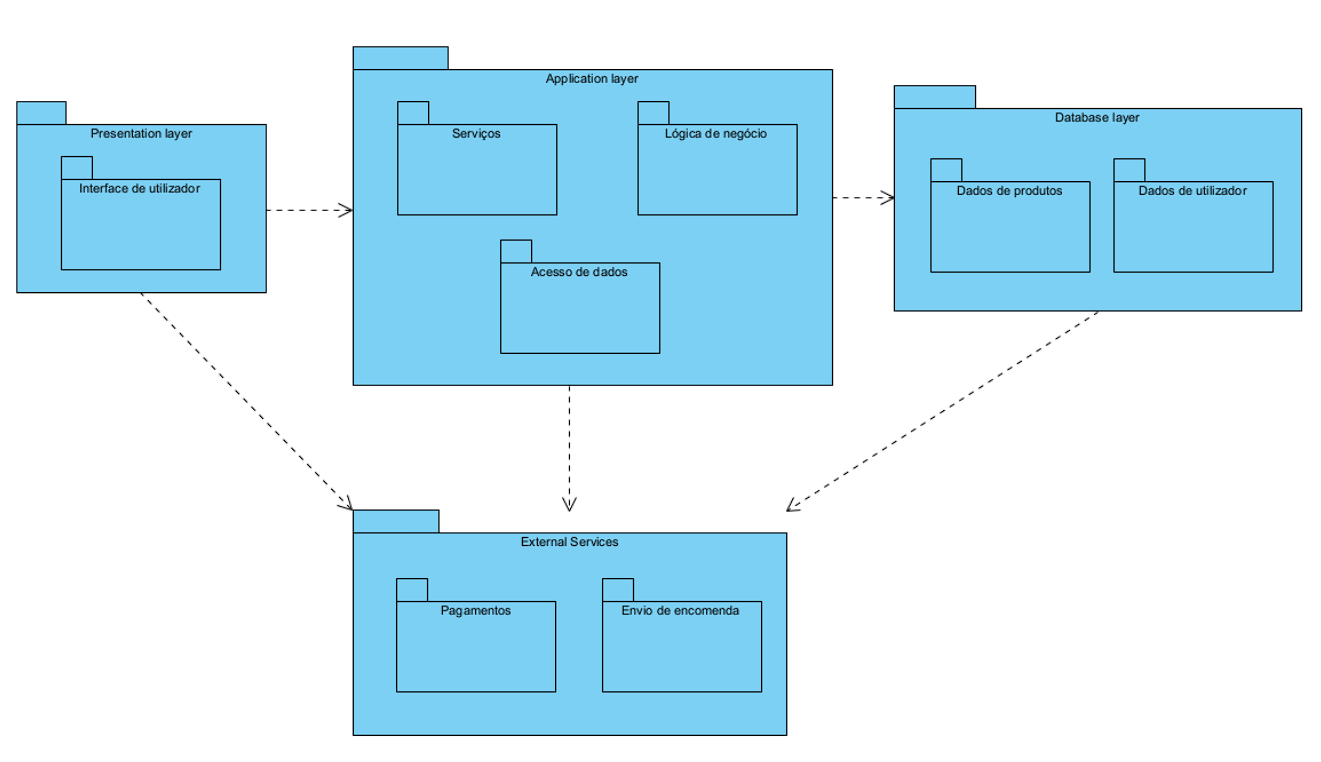 Application layer
Serviços
Lógica de negócio
Acesso de dados
Presentation layer
Interface de utilizador
Database layer
Dados de produtos
Dados de utilizador
External Services
Pagamentos
Envio de encomenda